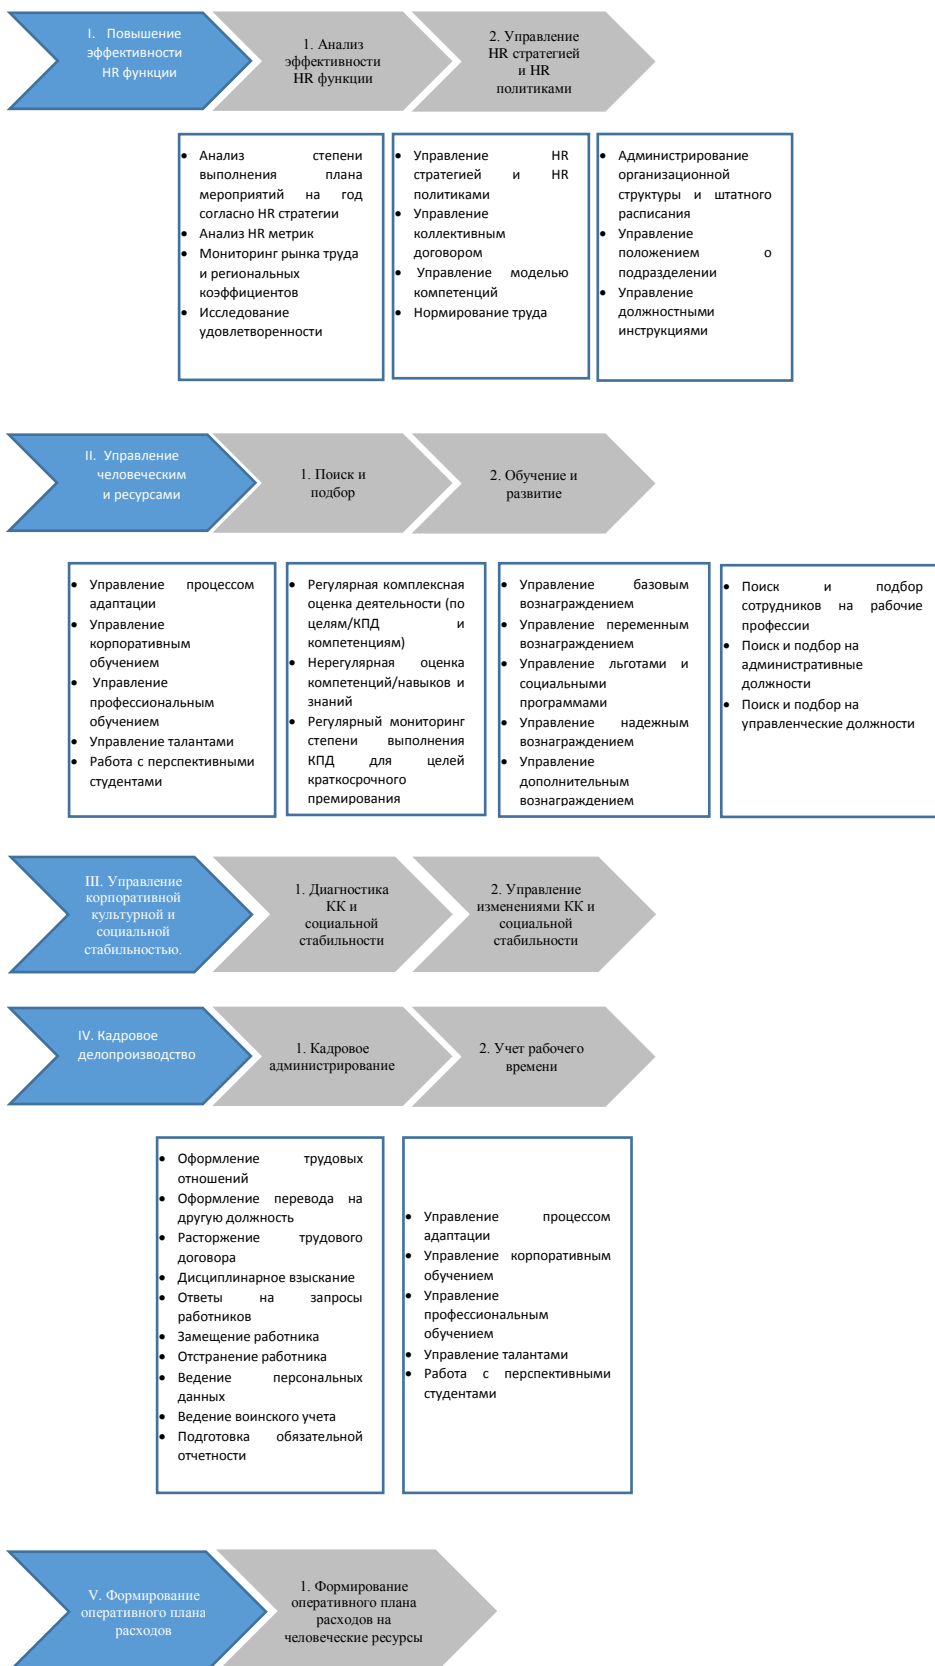 I. Повышение
эффективности
HR функции
1. Анализ
эффективности
HR функции
2. Управление
HR стратегией
и HR
политиками
• Анализ степени
выполнения плана
мероприятий на год
согласно HR стратегии
• Анализ HR метрик
• Мониторинг рынка труда
и региональных
коэффициентов
• Исследование
удовлетворенности
• Управление HR
стратегией и HR
политиками
• Управление
коллективным
договором
• Управление моделью
компетенций
• Нормирование труда
• Администрирование
организационной
структуры и штатного
расписания
• Управление
положением о
подразделении
• Управление
должностными
инструкциями
II. Управление
человеческим
и ресурсами
1. Поиск и
подбор
2. Обучение и
развитие
• Управление процессом
адаптации
• Управление
корпоративным
обучением
• Управление
профессиональным
обучением
• Управление талантами
• Работа с перспективными
студентами
• Регулярная комплексная
оценка деятельности (по
целям/КПД и
компетенциям)
• Нерегулярная оценка
компетенций/навыков и
знаний
• Регулярный мониторинг
степени выполнения
КПД для целей
краткосрочного
премирования
• Управление базовым
вознаграждением
• Управление переменным
вознаграждением
• Управление льготами и
социальными
программами
• Управление надежным
вознаграждением
• Управление
дополнительным
вознаграждением
• Поиск и подбор
сотрудников на рабочие
профессии
• Поиск и подбор на
административные
должности
• Поиск и подбор на
управленческие должности
III. Управление
корпоративной
культурной и
социальной
стабильностью.
1. Диагностика
КК и
социальной
стабильности
2. Управление
изменениями КК и
социальной
стабильности
IV. Кадровое
делопроизводство
1. Кадровое
администрирование
2. Учет рабочего
времени
• Оформление трудовых
отношений
• Оформление перевода на
другую должность
• Расторжение трудового
договора
• Дисциплинарное взыскание
• Ответы на запросы
работников
• Замещение работника
• Отстранение работника
• Ведение персональных
данных
• Ведение воинского учета
• Подготовка обязательной
отчетности
• Управление процессом
адаптации
• Управление корпоративным
обучением
• Управление
профессиональным
обучением
• Управление талантами
• Работа с перспективными
студентами
V. Формирование
оперативного плана
расходов
1. Формирование
оперативного плана
расходов на
человеческие ресурсы